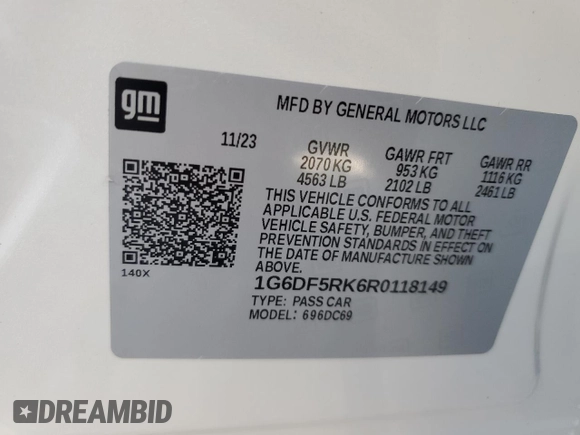 gm
MFD BY GENERAL MOTORS LLC
11/23 GVWR GAWR FRT GAWR RR
2070 KG 953 KG 1116 KG
4563 LB 2102 LB 2461 LB
THIS VEHICLE CONFORMS TO ALL
APPLICABLE U.S. FEDERAL MOTOR
VEHICLE SAFETY, BUMPER, AND THEFT
PREVENTION STANDARDS IN EFFECT ON
THE DATE OF MANUFACTURE SHOWN
ABOVE.
140X
1G6DF5RK6R0118149
TYPE: PASS CAR
MODEL: 696DC69
DREAMBID